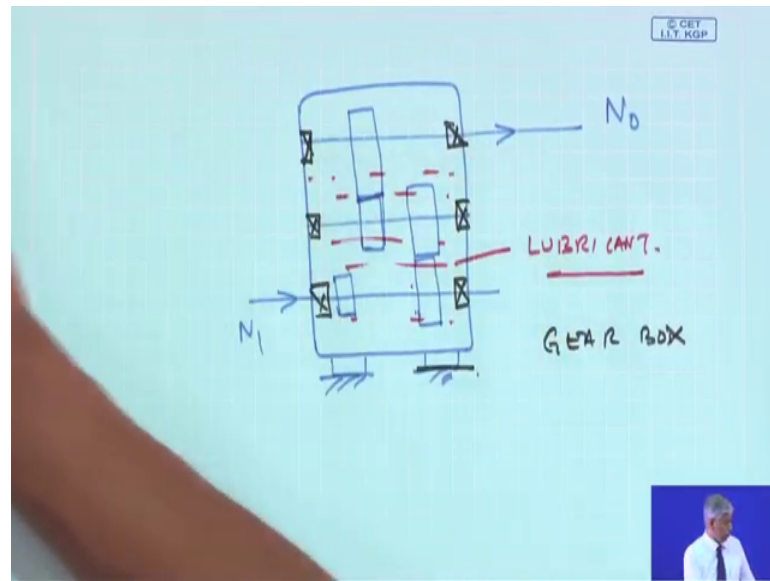 © CET
I.I.T. KGP
N₀
LUBRICANT.
N₁
GEAR BOX